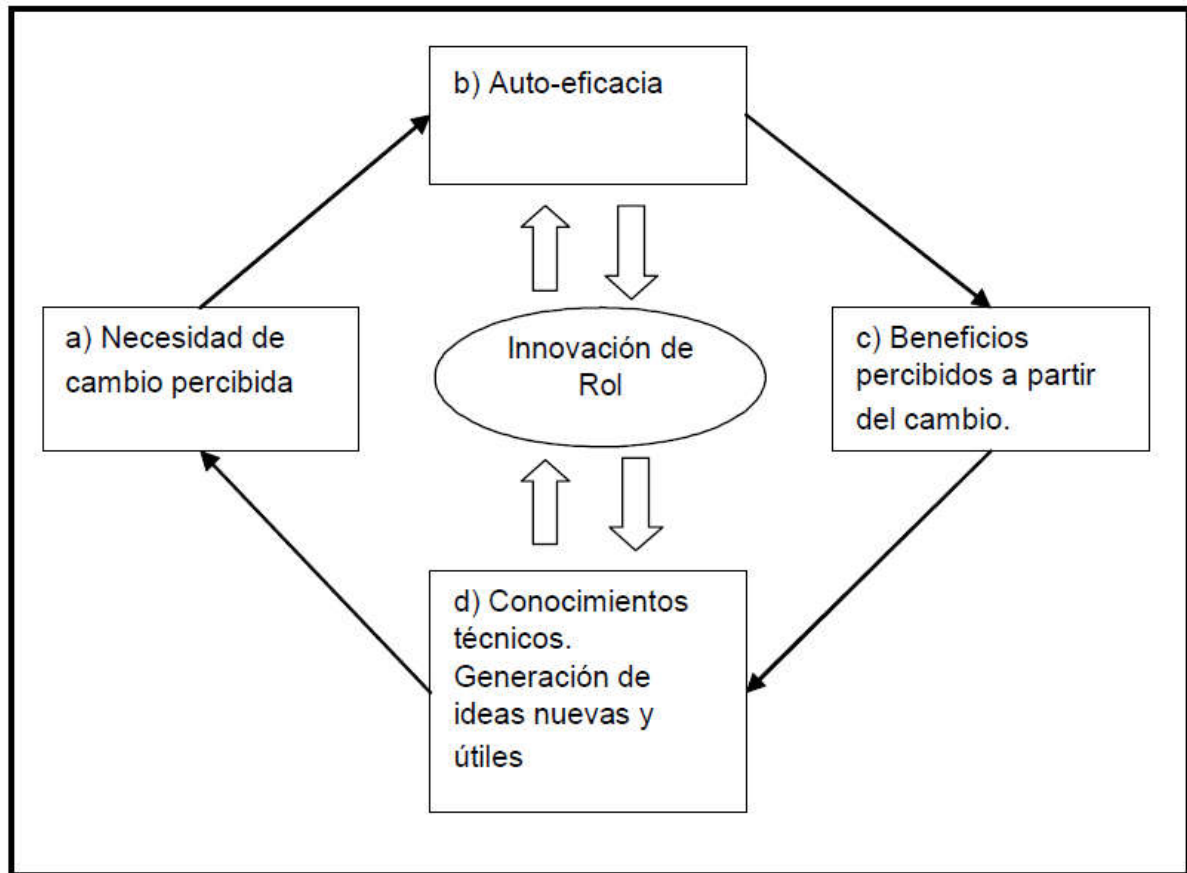 b) Auto-eficacia
a) Necesidad de
cambio percibida
Innovación de
Rol
c) Beneficios
percibidos a partir
del cambio.
d) Conocimientos
técnicos.
Generación de
ideas nuevas y
útiles